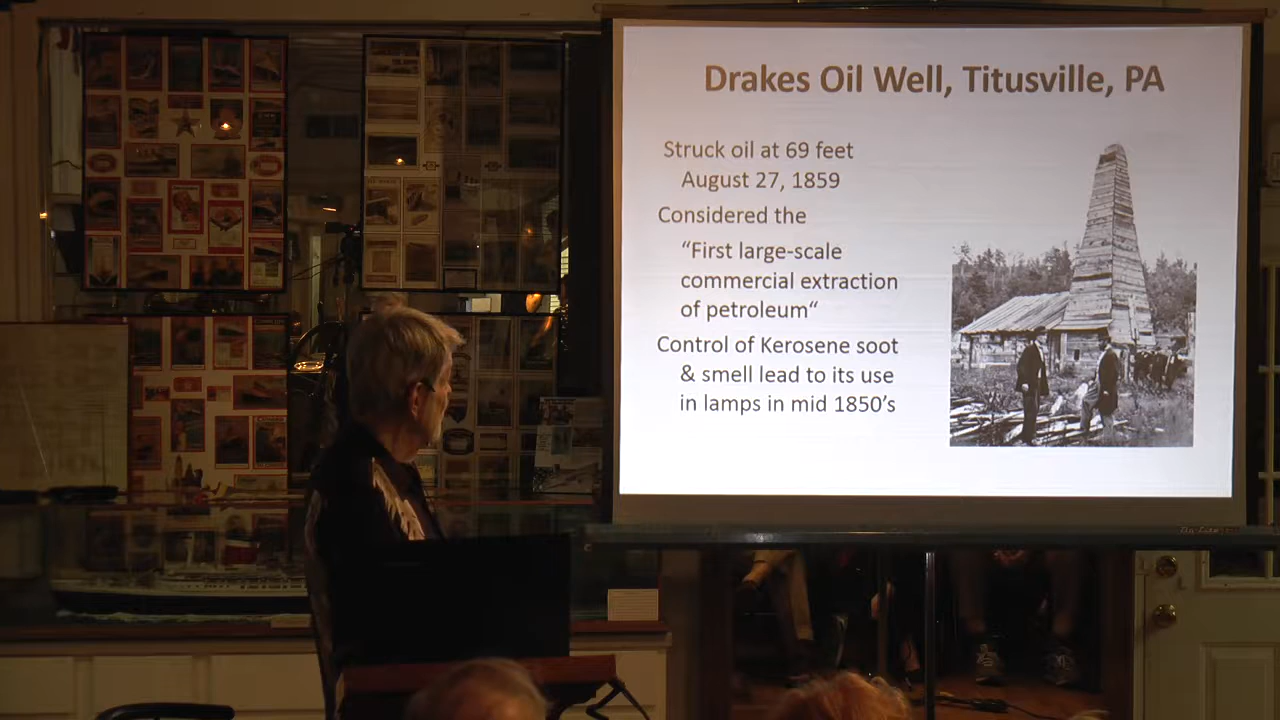 Drakes Oil Well, Titusville, PA
Struck oil at 69 feet
August 27, 1859
Considered the
“First large-scale
commercial extraction
of petroleum“
Control of Kerosene soot
& smell lead to its use
in lamps in mid 1850’s